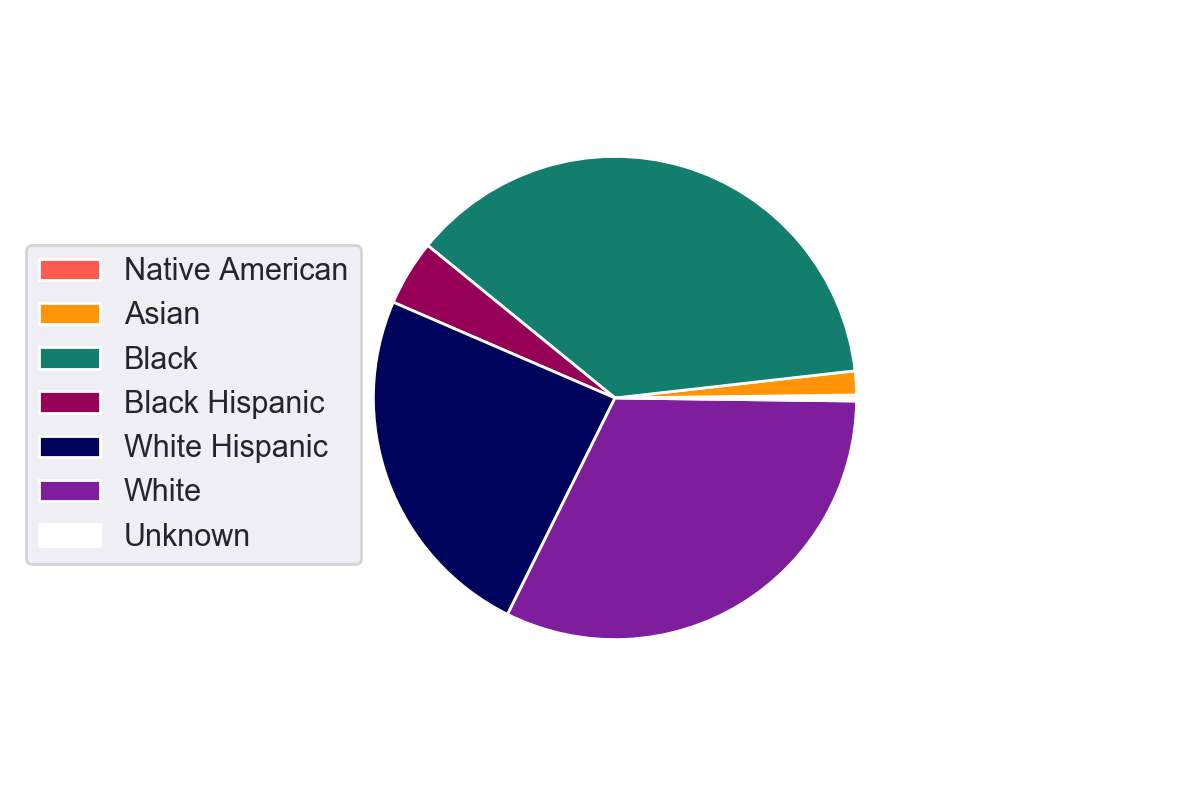 Native American
Asian
Black
Black Hispanic
White Hispanic
White
Unknown